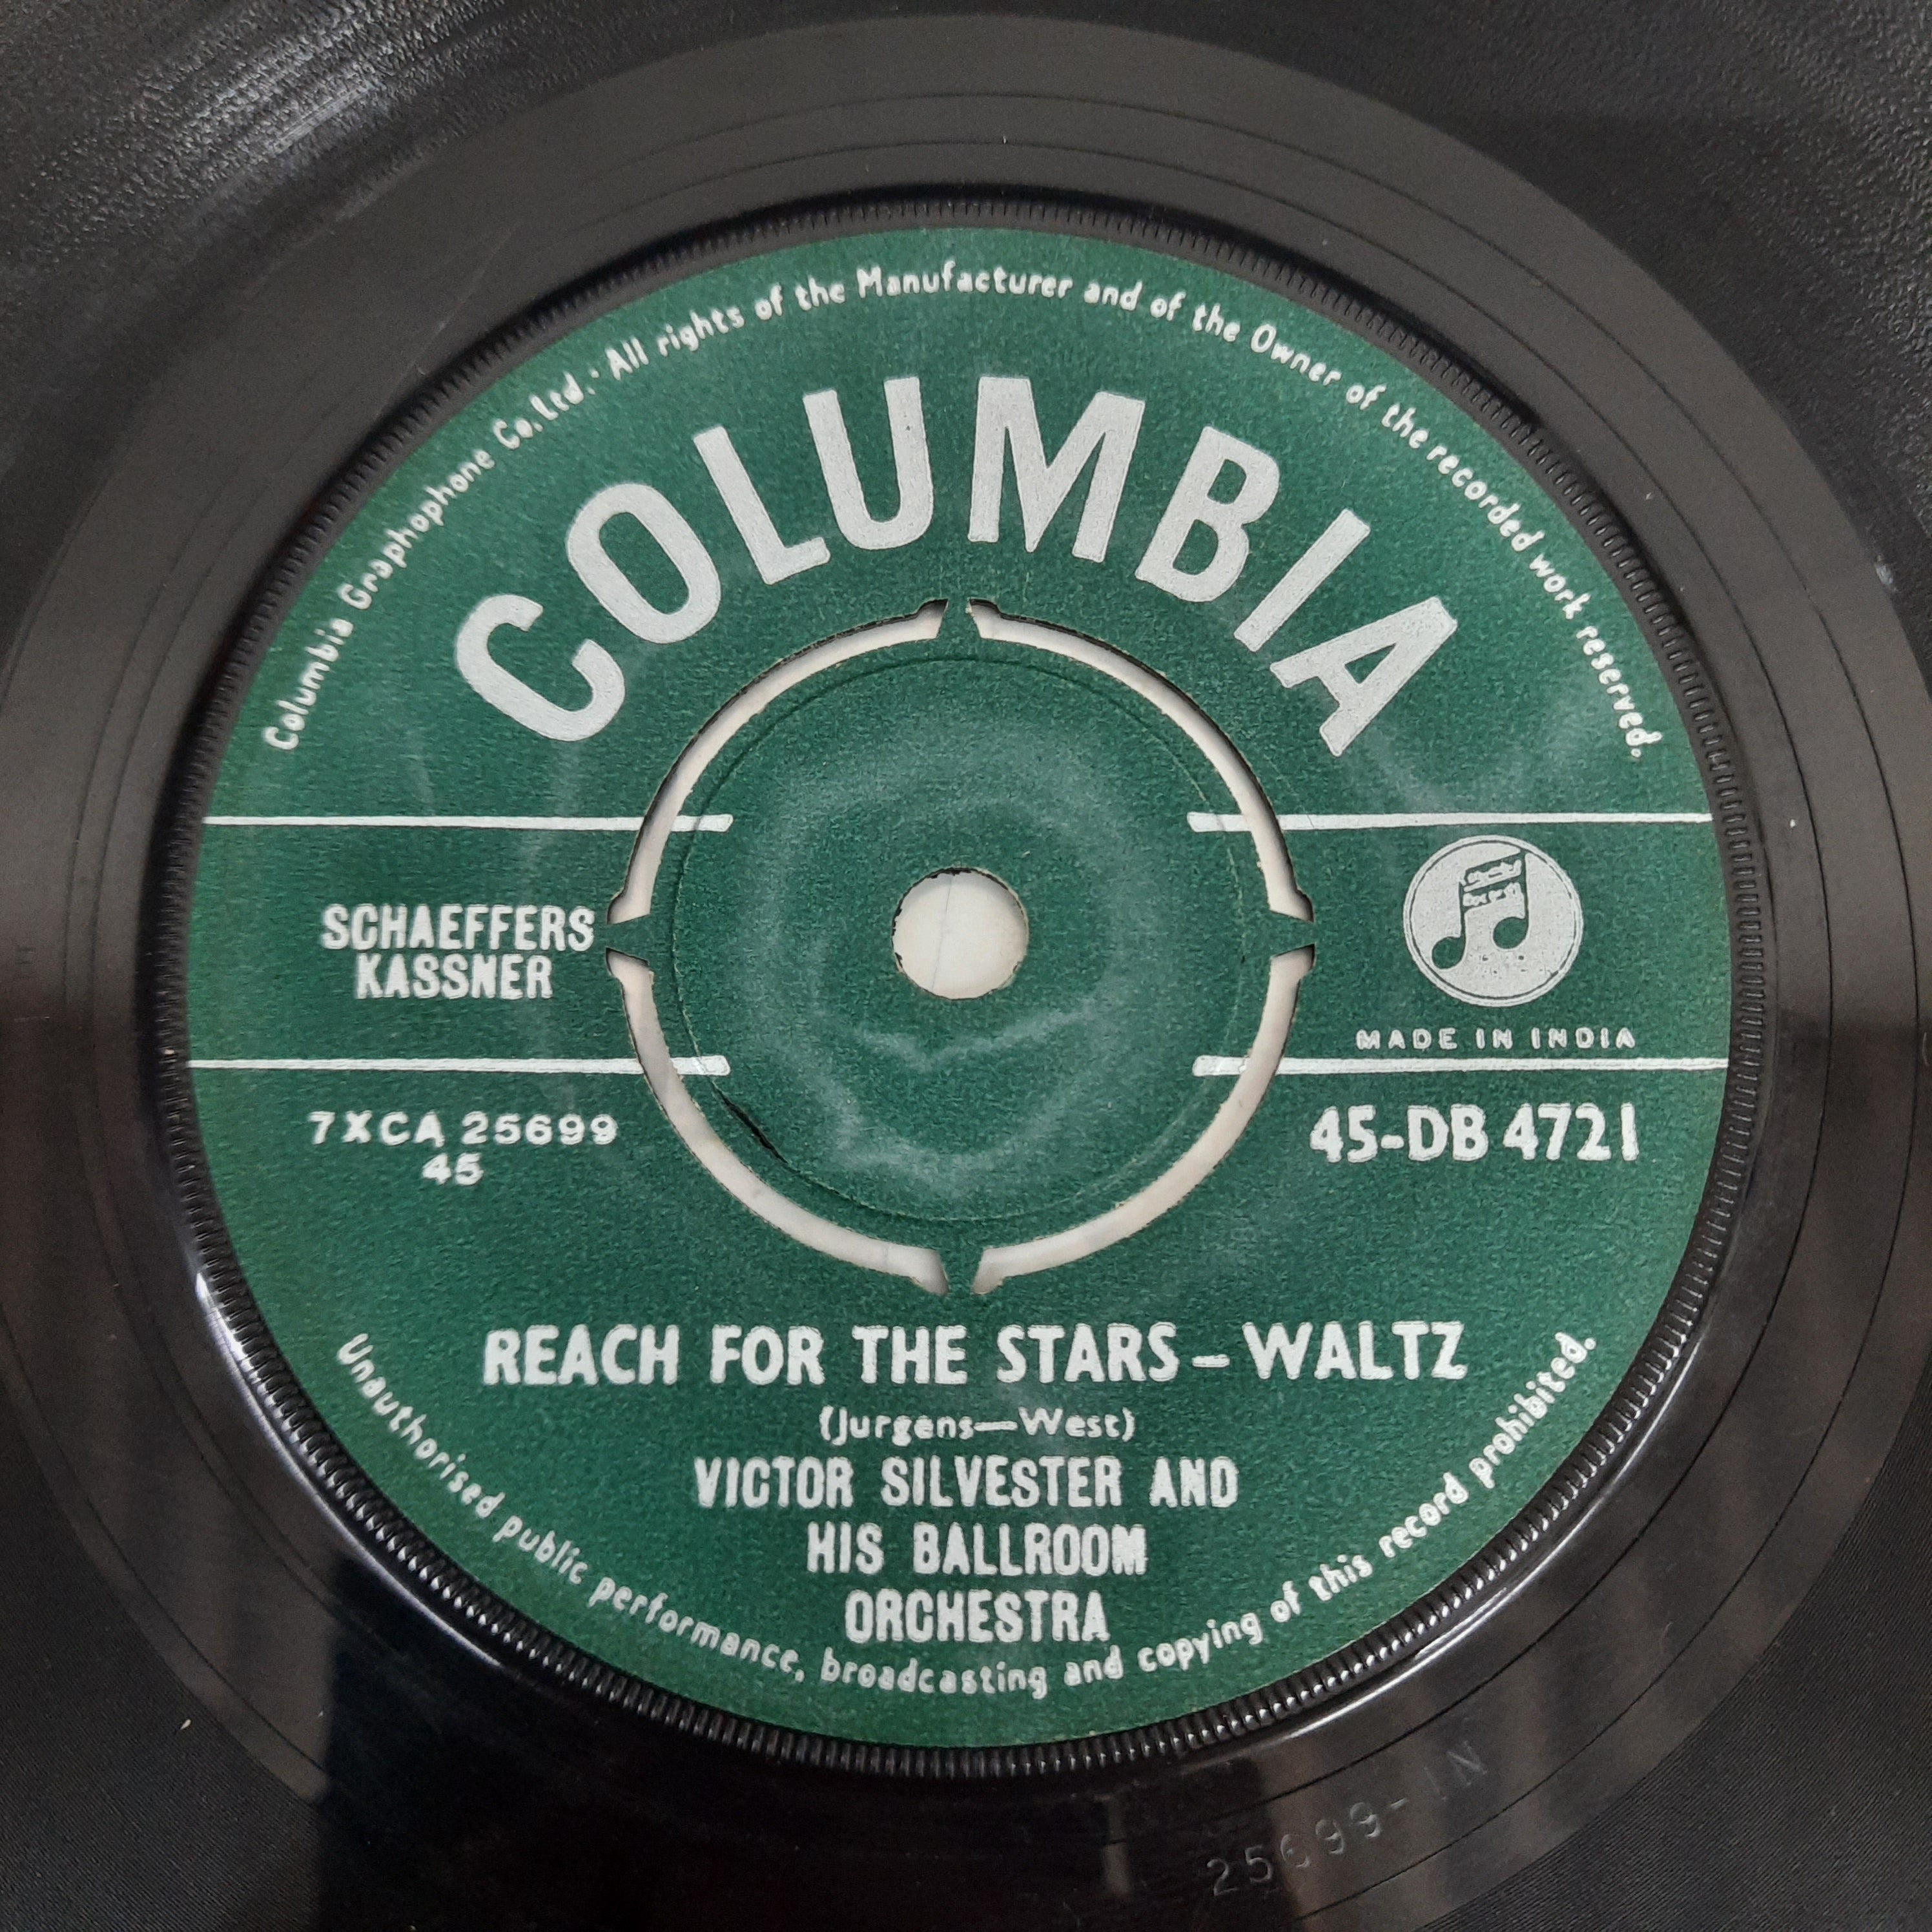 Columbia Graphophone Co. Ltd. · All rights of the Manufacturer and of the Owner of the recorded work reserved.
COLUMBIA
SCHAEFFERS
KASSNER
MADE IN INDIA
7XCA 25699
45
45-DB 4721
REACH FOR THE STARS – WALTZ
(Jurgens—West)
VICTOR SILVESTER AND
HIS BALLROOM
ORCHESTRA
Unauthorised public performance, broadcasting and copying of this record prohibited.
25699-1N